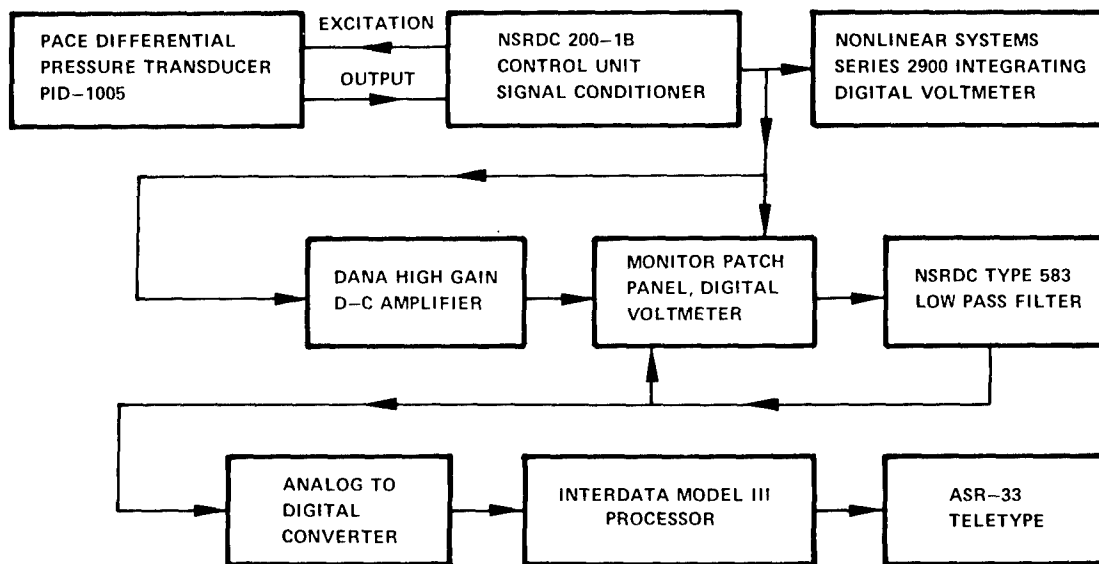 PACE DIFFERENTIAL
PRESSURE TRANSDUCER
PID-1005
EXCITATION
OUTPUT
NSRDC 200-1B
CONTROL UNIT
SIGNAL CONDITIONER
NONLINEAR SYSTEMS
SERIES 2900 INTEGRATING
DIGITAL VOLTMETER
DANA HIGH GAIN
D-C AMPLIFIER
MONITOR PATCH
PANEL, DIGITAL
VOLTMETER
NSRDC TYPE 583
LOW PASS FILTER
ANALOG TO
DIGITAL
CONVERTER
INTERDATA MODEL III
PROCESSOR
ASR-33
TELETYPE